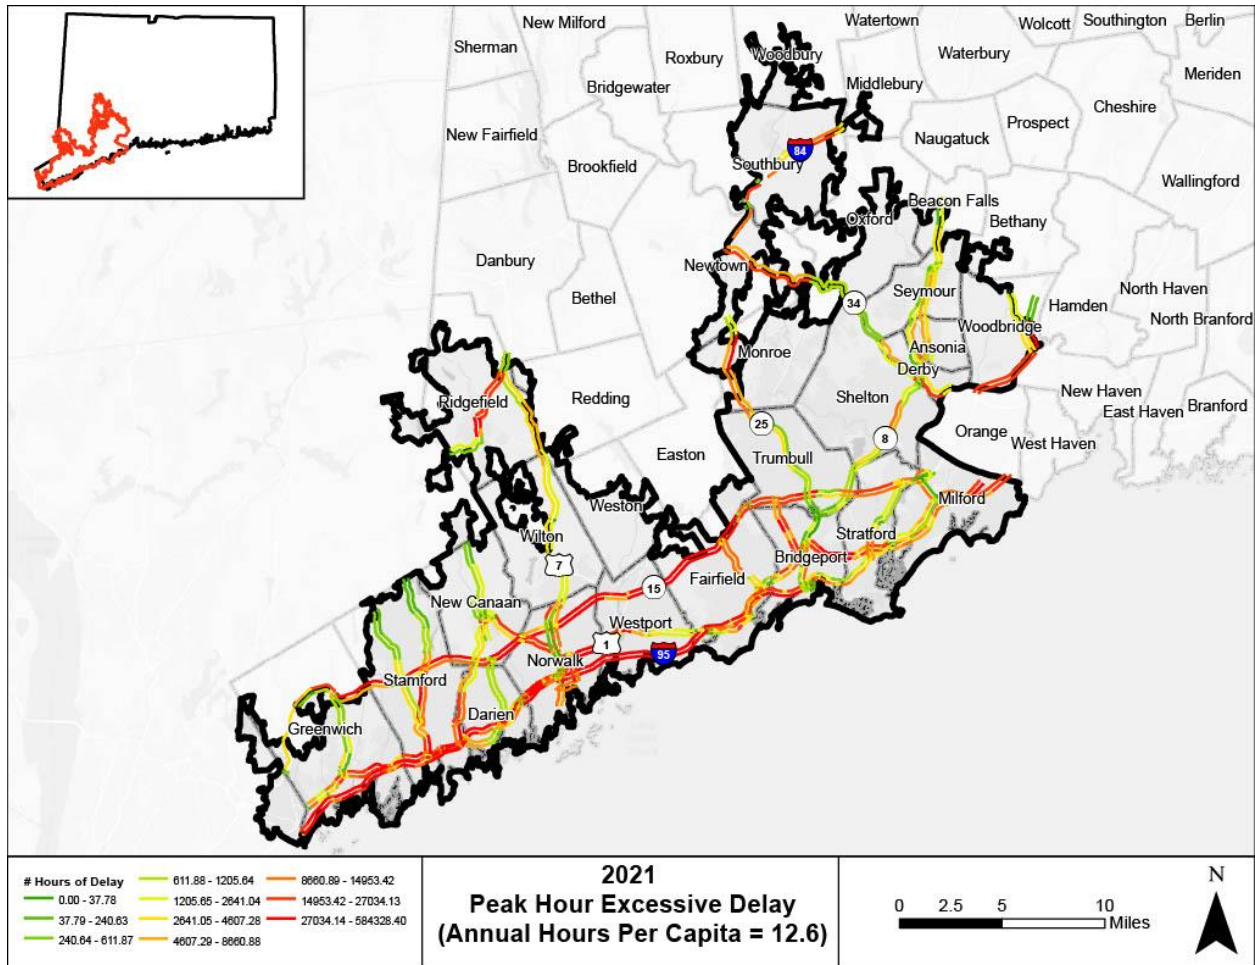 New Milford
Watertown
Wolcott
Southington
Berlin
Sherman
Roxbury
Woodbury
Waterbury
Meriden
Bridgewater
Middlebury
Cheshire
New Fairfield
Prospect
Naugatuck
Brookfield
Southbury
84
Wallingford
Beacon Falls
Oxford
Bethany
Danbury
Newtown
Bethel
Seymour
North Haven
34
Hamden
Woodbridge
North Branford
Monroe
Ansonia
Derby
Ridgefield
Redding
Shelton
New Haven
East Haven
Branford
25
Orange
West Haven
8
Easton
Trumbull
Milford
Weston
Wilton
Stratford
7
Bridgeport
Fairfield
15
New Canaan
Westport
1
95
Norwalk
Stamford
Darien
Greenwich
# Hours of Delay
0.00 - 37.78
37.79 - 240.63
240.64 - 611.87
611.88 - 1205.64
1205.65 - 2641.04
2641.05 - 4607.28
4607.29 - 8660.88
8660.89 - 14953.42
14953.42 - 27034.13
27034.14 - 584328.40
2021
Peak Hour Excessive Delay
(Annual Hours Per Capita = 12.6)
0 2.5 5 10
Miles
N